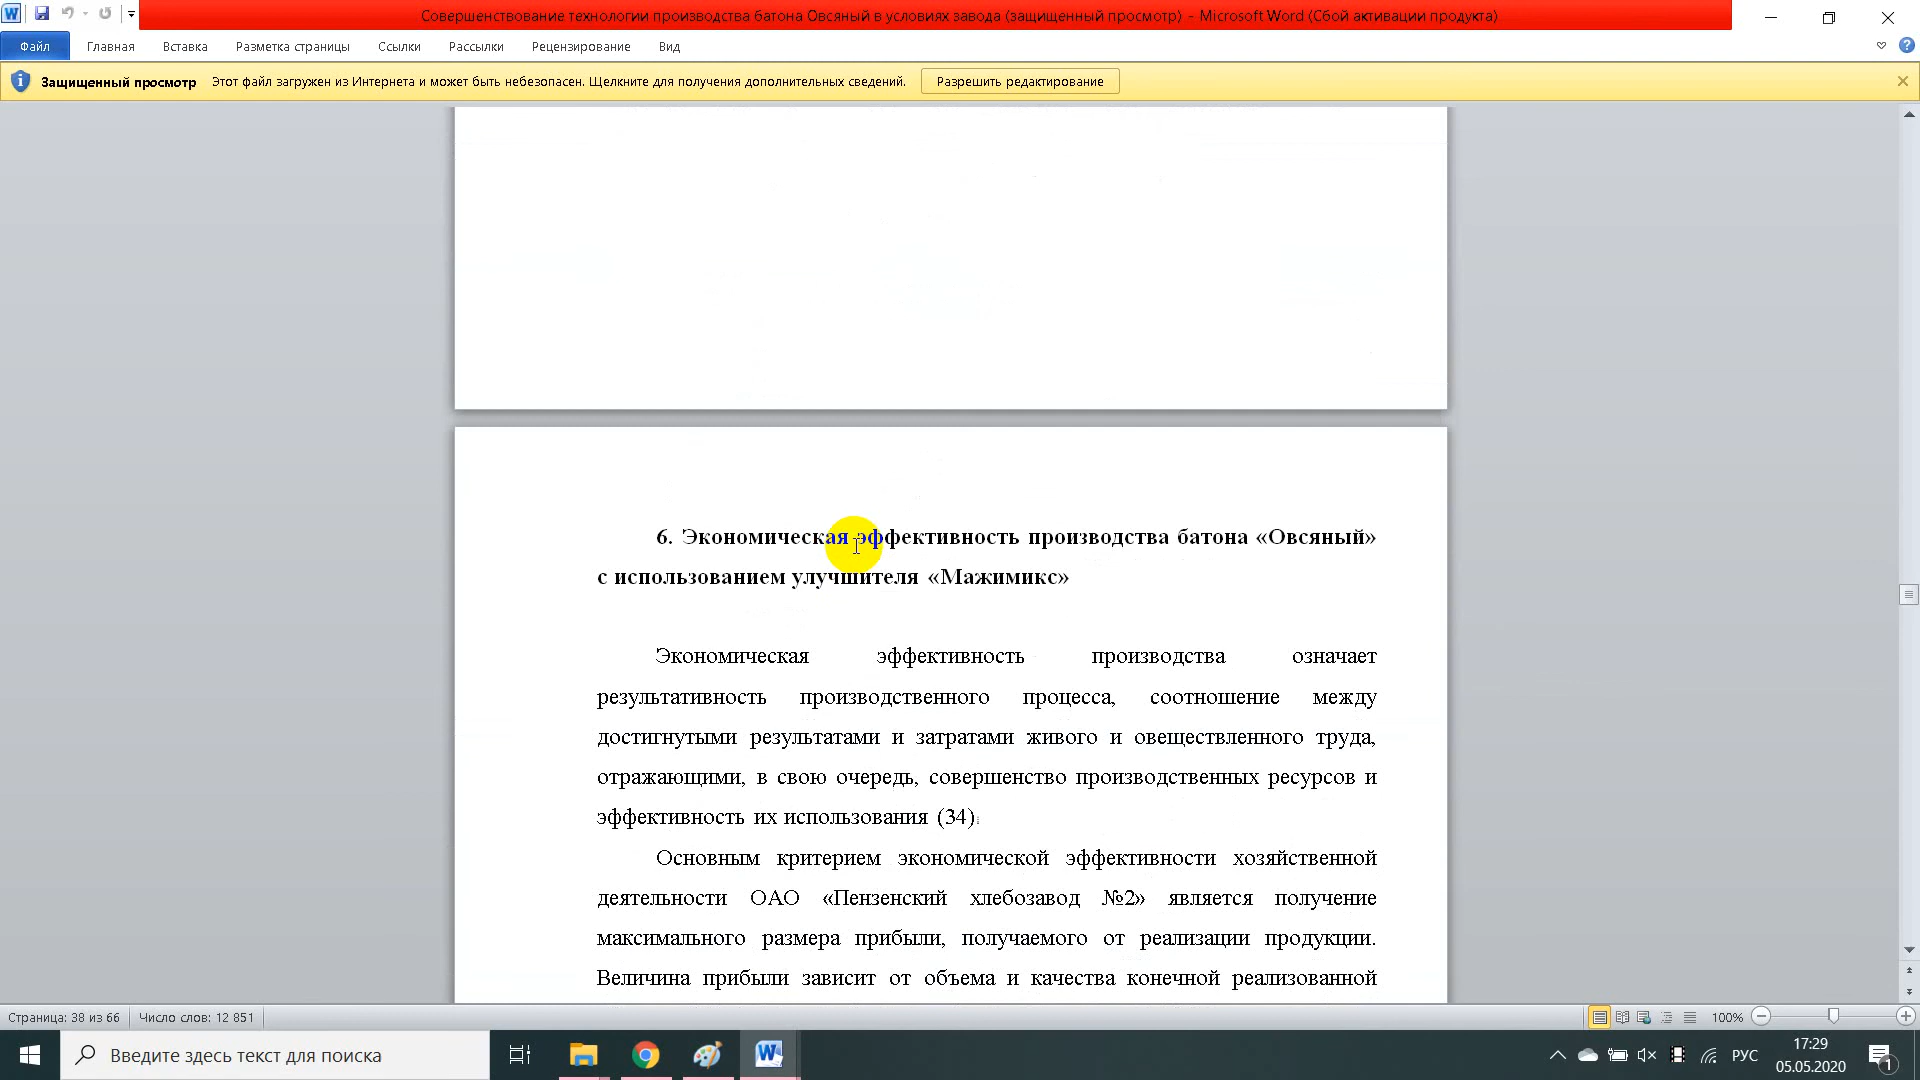 Совершенствование технологии производства батона Овсяный в условиях завода (защищенный просмотр) - Microsoft Word (Сбой активации продукта)
Файл Главная Вставка Разметка страницы Ссылки Рассылки Рецензирование Вид
Защищенный просмотр Этот файл загружен из Интернета и может быть небезопасен. Щелкните для получения дополнительных сведений. Разрешить редактирование
6. Экономическая эффективность производства батона «Овсяный»
с использованием улучшителя «Мажимикс»
Экономическая эффективность производства означает
результативность производственного процесса, соотношение между
достигнутыми результатами и затратами живого и овеществленного труда,
отражающими, в свою очередь, совершенство производственных ресурсов и
эффективность их использования (34).
Основным критерием экономической эффективности хозяйственной
деятельности ОАО «Пензенский хлебозавод №2» является получение
максимального размера прибыли, получаемого от реализации продукции.
Величина прибыли зависит от объема и качества конечной реализованной
Страница: 38 из 66 Число слов: 12 851 100%
Введите здесь текст для поиска РУС 17:29
05.05.2020 1